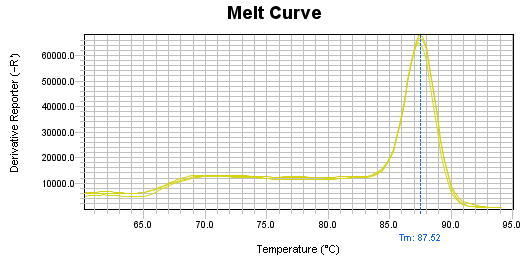 Melt Curve
Derivative Reporter (-R')
60000.0
50000.0
40000.0
30000.0
20000.0
10000.0
65.0 70.0 75.0 80.0 85.0 90.0 95.0
Tm: 87.52
Temperature (°C)